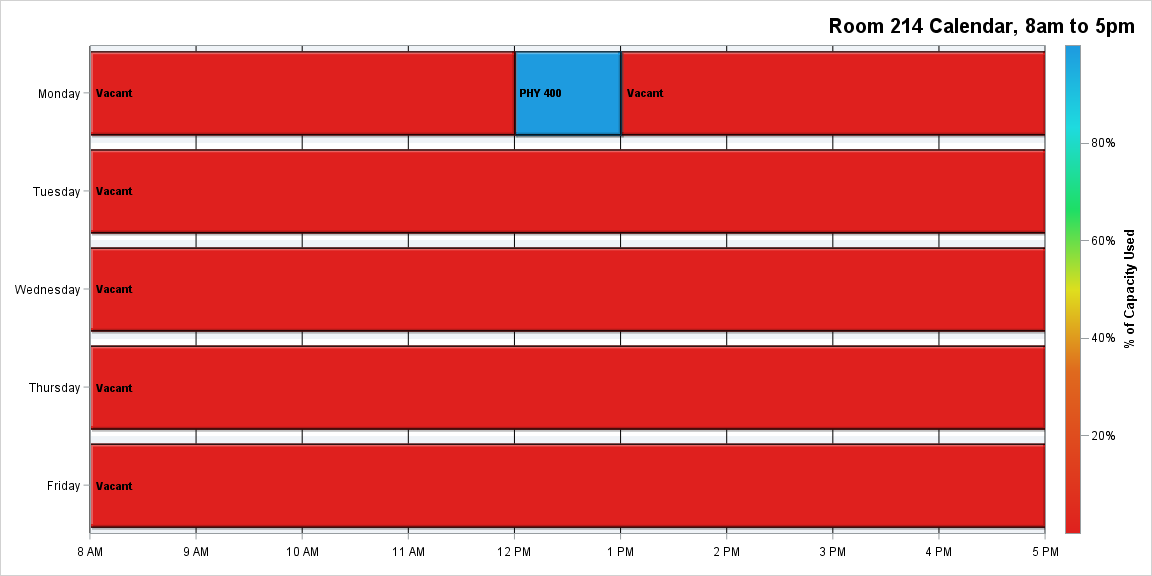 Room 214 Calendar, 8am to 5pm
Monday
Vacant
PHY 400
Vacant
Tuesday
Vacant
Wednesday
Vacant
Thursday
Vacant
Friday
Vacant
8 AM 9 AM 10 AM 11 AM 12 PM 1 PM 2 PM 3 PM 4 PM 5 PM
80%
60%
40%
20%
% of Capacity Used